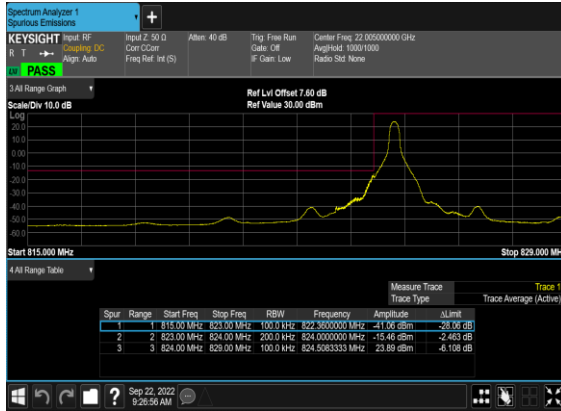 Spectrum Analyzer 1
Spurious Emissions
+
KEYSIGHT Input: RF Input Z: 50 Ω Atten: 40 dB Trig: Free Run Center Freq: 22.005000000 GHz
R T Coupling: DC Corr CCorr Gate: Off Avg|Hold: 1000/1000
Align: Auto Freq Ref: Int (S) IF Gain: Low Radio Std: None
PASS
3 All Range Graph
Ref Lvl Offset 7.60 dB
Scale/Div 10.0 dB Ref Value 30.00 dBm
Log
20.0
10.0
0.00
-10.0
-20.0
-30.0
-40.0
-50.0
-60.0
Start 815.000 MHz Stop 829.000 MH
4 All Range Table
Measure Trace Trace 1
Trace Type Trace Average (Active)
Spur Range Start Freq Stop Freq RBW Frequency Amplitude ΔLimit
1 1 815.00 MHz 823.00 MHz 100.0 kHz 822.3600000 MHz -41.06 dBm -28.06 dB
2 2 823.00 MHz 824.00 MHz 200.0 kHz 824.0000000 MHz -15.46 dBm -2.463 dB
3 3 824.00 MHz 829.00 MHz 100.0 kHz 824.5083333 MHz 23.89 dBm -6.108 dB
? Sep 22, 2022
9:26:56 AM